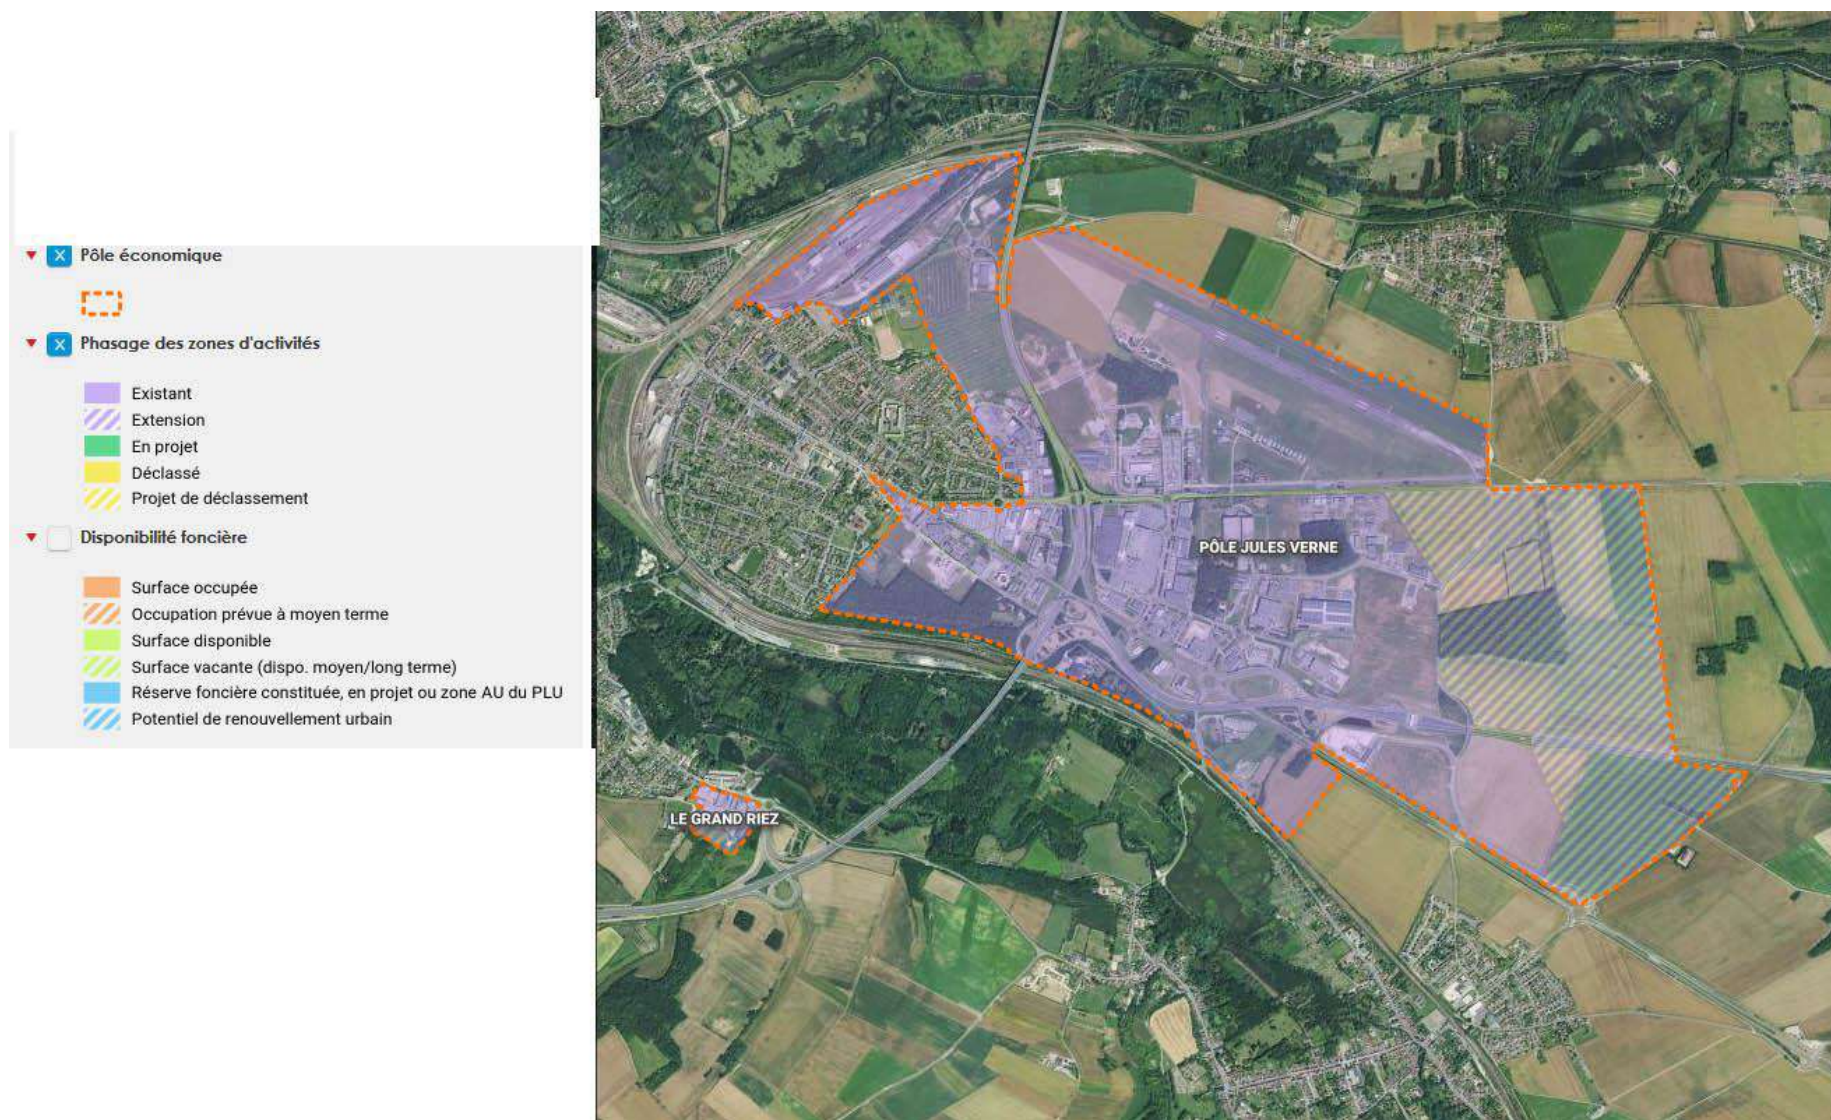 Pôle économique
Phasage des zones d'activités
Existant
Extension
En projet
Déclassé
Projet de déclassement
Disponibilité foncière
Surface occupée
Occupation prévue à moyen terme
Surface disponible
Surface vacante (dispo. moyen/long terme)
Réserve foncière constituée, en projet ou zone AU du PLU
Potentiel de renouvellement urbain
PÔLE JULES VERNE
LE GRAND RIEZ